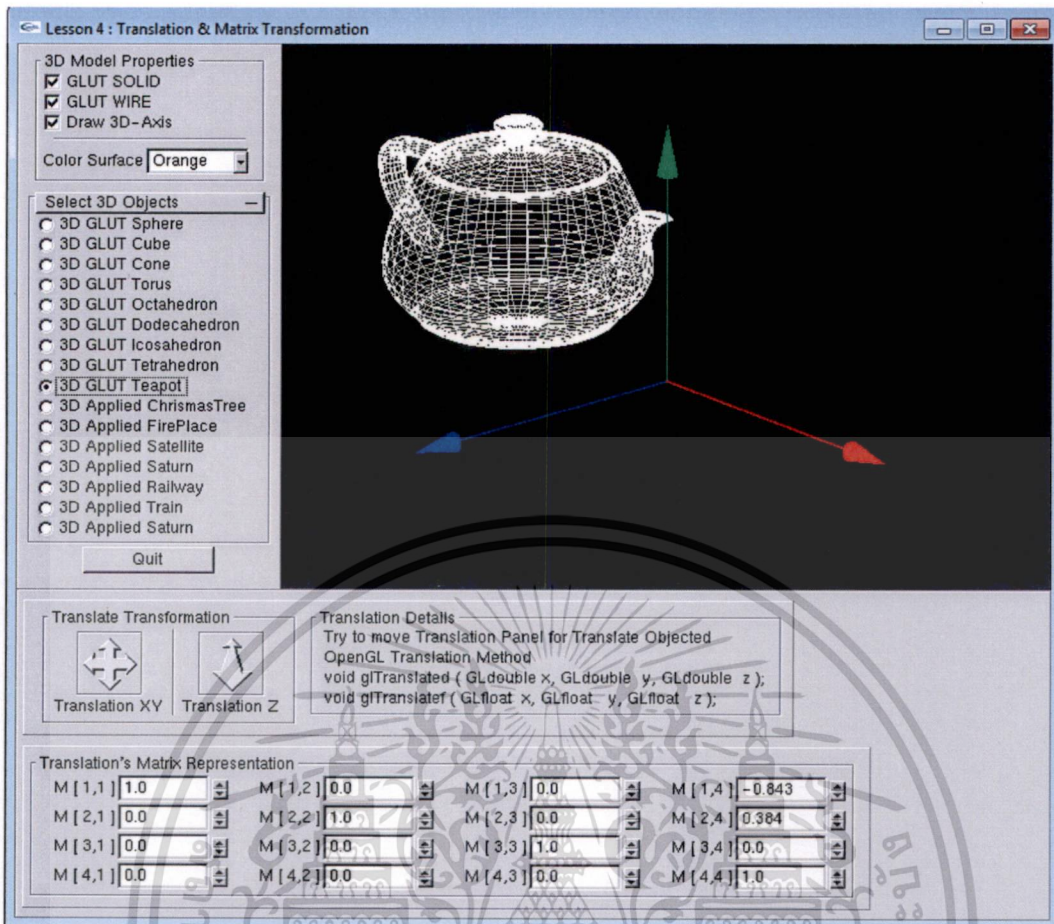 Lesson 4 : Translation & Matrix Transformation
3D Model Properties
GLUT SOLID
GLUT WIRE
Draw 3D-Axis
Color Surface Orange
Select 3D Objects
3D GLUT Sphere
3D GLUT Cube
3D GLUT Cone
3D GLUT Torus
3D GLUT Octahedron
3D GLUT Dodecahedron
3D GLUT Icosahedron
3D GLUT Tetrahedron
3D GLUT Teapot
3D Applied ChrismasTree
3D Applied FirePlace
3D Applied Satellite
3D Applied Saturn
3D Applied Railway
3D Applied Train
3D Applied Saturn
Quit
Translate Transformation
Translation XY
Translation Z
Translation Details
Try to move Translation Panel for Translate Objected
OpenGL Translation Method
void glTranslated ( GLdouble x, GLdouble y, GLdouble z );
void glTranslatef ( GLfloat x, GLfloat y, GLfloat z );
Translation's Matrix Representation
M [ 1,1 ] 1.0 M [ 1,2 ] 0.0 M [ 1,3 ] 0.0 M [ 1,4 ] -0.843
M [ 2,1 ] 0.0 M [ 2,2 ] 1.0 M [ 2,3 ] 0.0 M [ 2,4 ] 0.384
M [ 3,1 ] 0.0 M [ 3,2 ] 0.0 M [ 3,3 ] 1.0 M [ 3,4 ] 0.0
M [ 4,1 ] 0.0 M [ 4,2 ] 0.0 M [ 4,3 ] 0.0 M [ 4,4 ] 1.0